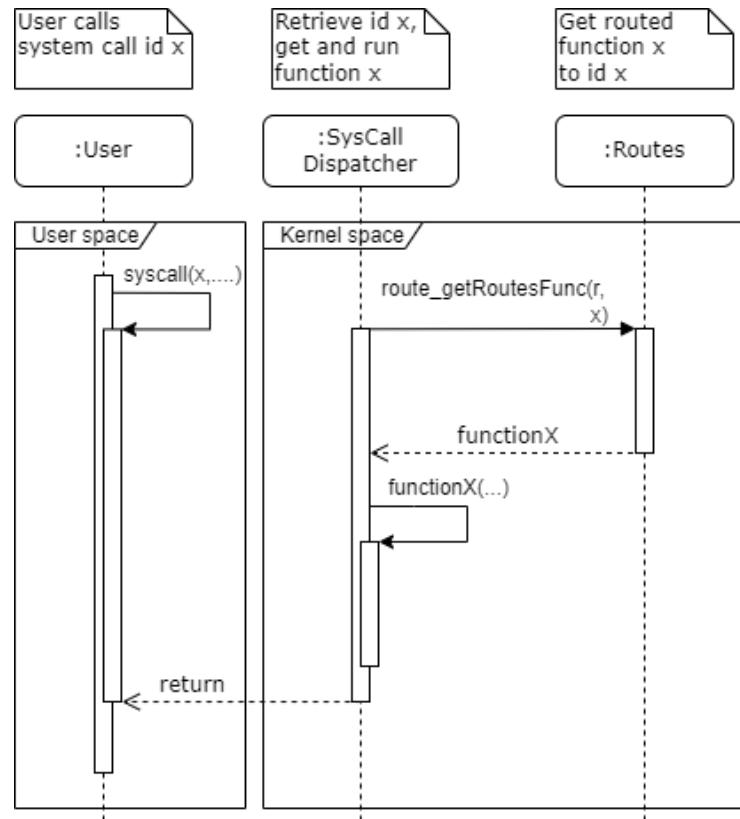 User calls
system call id x
Retrieve id x,
get and run
function x
Get routed
function x
to id x
:User
:SysCall
Dispatcher
:Routes
User space
Kernel space
syscall(x,....)
route_getRoutesFunc(r,
x)
functionX
functionX(...)
return